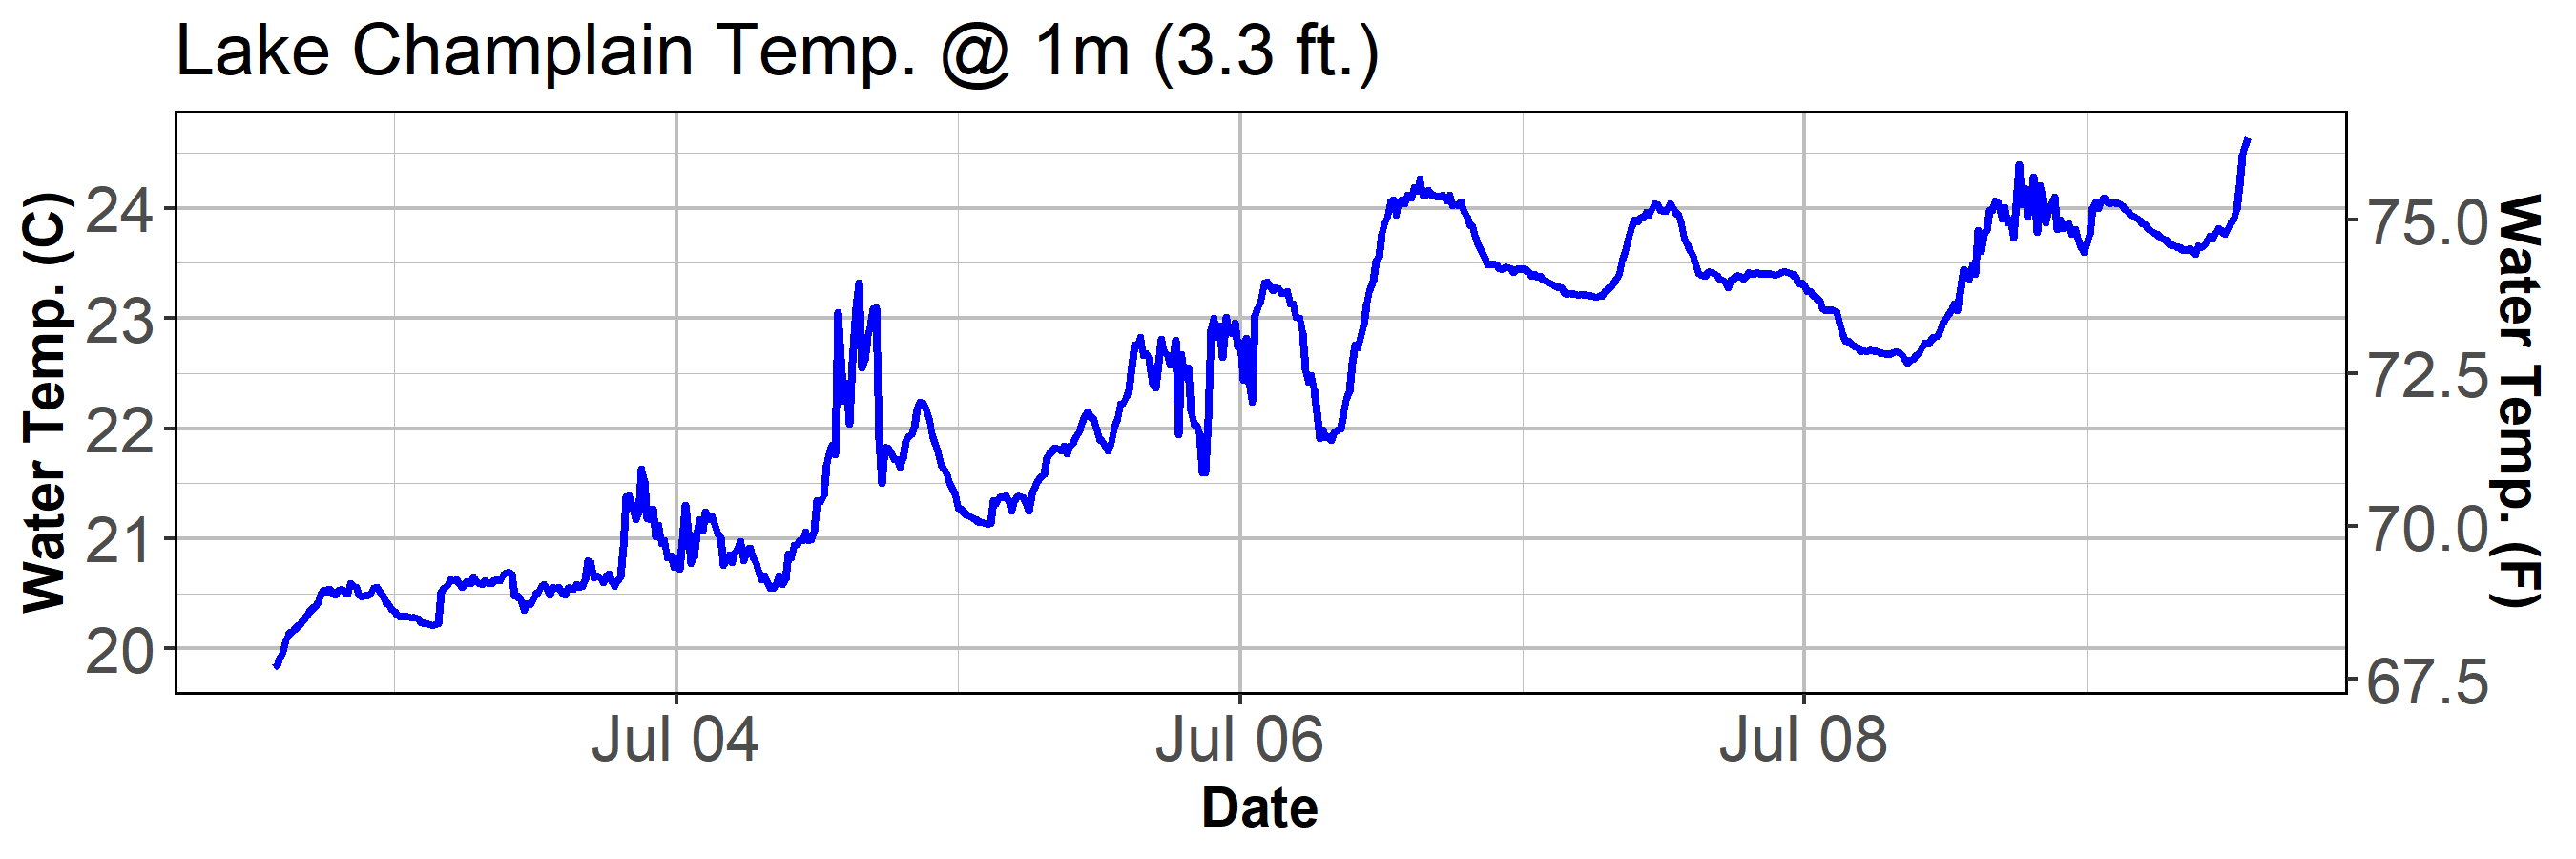 Lake Champlain Temp. @ 1m (3.3 ft.)
Water Temp. (C)
24
23
22
21
20
75.0
72.5
70.0
67.5
Water Temp. (F)
Jul 04
Jul 06
Jul 08
Date